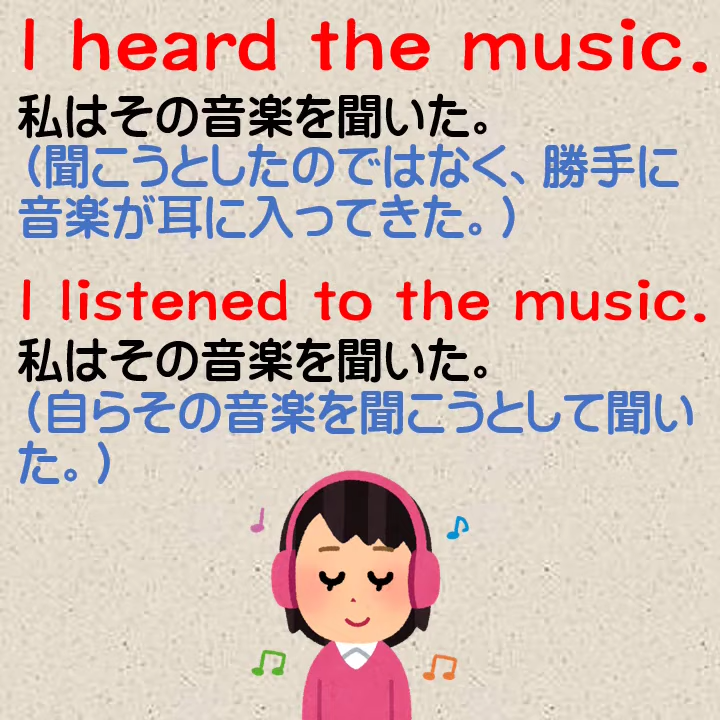 I heard the music.
私はその音楽を聞いた。
（聞こうとしたのではなく、勝手に
音楽が耳に入ってきた。）
I listened to the music.
私はその音楽を聞いた。
（自らその音楽を聞こうとして聞い
た。）